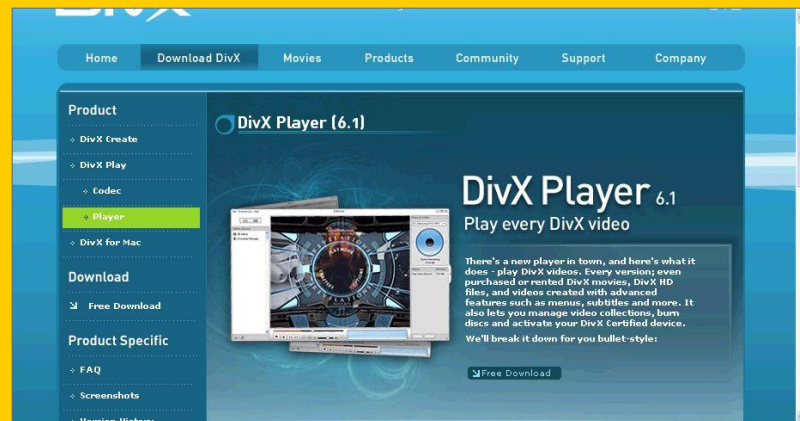 Home Download DivX Movies Products Community Support Company
Product
DivX Create
DivX Play
Codec
Player
DivX for Mac
Download
Free Download
Product Specific
FAQ
Screenshots
Version History
DivX Player (6.1)
DivX Player 6.1
Play every DivX video
There's a new player in town, and here's what it
does - play DivX videos. Every version; even
purchased or rented DivX movies, DivX HD
files, and videos created with advanced
features such as menus, subtitles and more. It
also lets you manage video collections, burn
discs and activate your DivX Certified device.
We'll break it down for you bullet-style:
Free Download